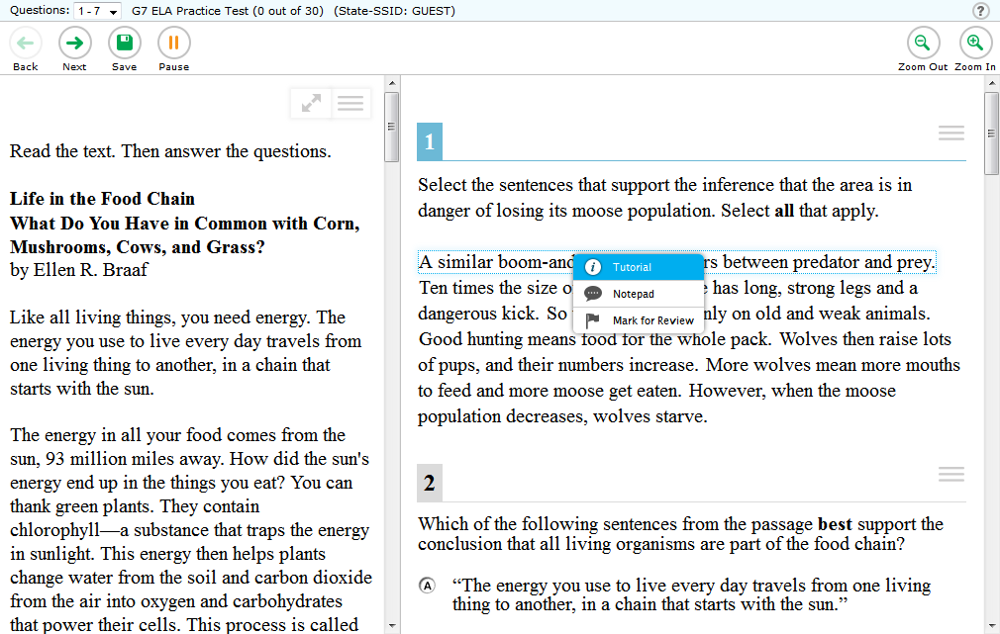 Questions: 1 - 7 G7 ELA Practice Test (0 out of 30) (State-SSID: GUEST) ?
Back Next Save Pause Zoom Out Zoom In
Read the text. Then answer the questions.
Life in the Food Chain
What Do You Have in Common with Corn,
Mushrooms, Cows, and Grass?
by Ellen R. Braaf
Like all living things, you need energy. The
energy you use to live every day travels from
one living thing to another, in a chain that
starts with the sun.
The energy in all your food comes from the
sun, 93 million miles away. How did the sun's
energy end up in the things you eat? You can
thank green plants. They contain
chlorophyll—a substance that traps the energy
in sunlight. This energy then helps plants
change water from the soil and carbon dioxide
from the air into oxygen and carbohydrates
that power their cells. This process is called
1
Select the sentences that support the inference that the area is in
danger of losing its moose population. Select all that apply.
A similar boom-and between predator and prey.
Ten times the size has long, strong legs and a
dangerous kick. So on old and weak animals.
Good hunting means food for the whole pack. Wolves then raise lots
of pups, and their numbers increase. More wolves mean more mouths
to feed and more moose get eaten. However, when the moose
population decreases, wolves starve.
i Tutorial
Notepad
Mark for Review
2
Which of the following sentences from the passage best support the
conclusion that all living organisms are part of the food chain?
A “The energy you use to live every day travels from one living
thing to another, in a chain that starts with the sun.”